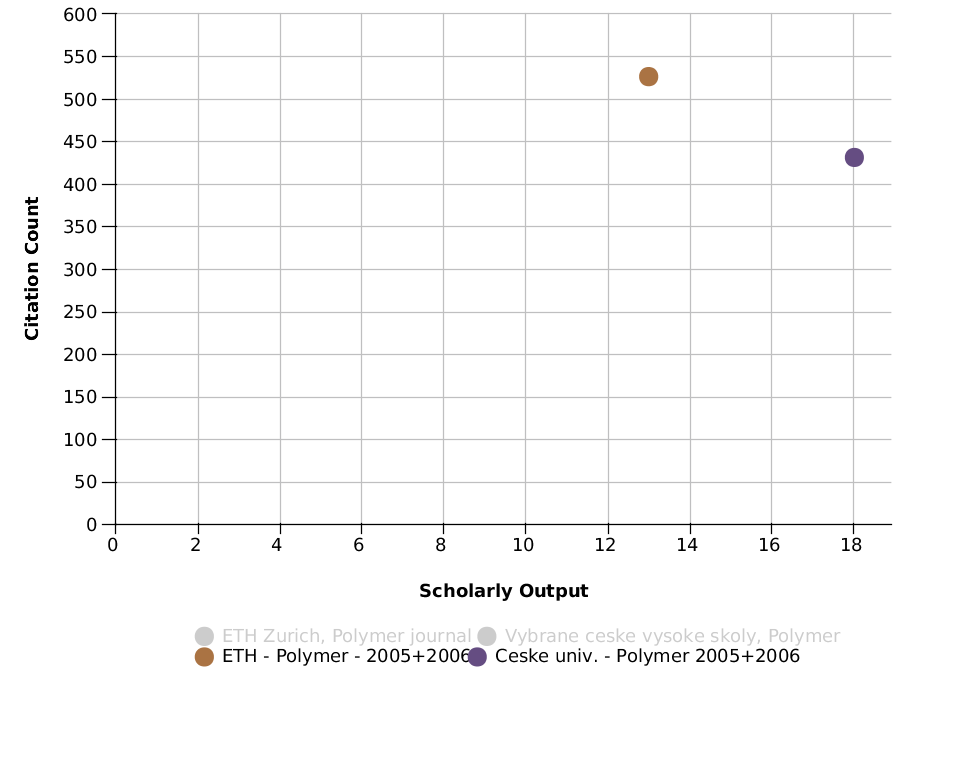 600
550
500
450
400
350
300
250
200
150
100
50
0
Citation Count
0 2 4 6 8 10 12 14 16 18
Scholarly Output
ETH Zurich, Polymer journal Vybrane ceske vysoke skoly, Polymer
ETH - Polymer - 2005+2006 Ceske univ. - Polymer 2005+2006